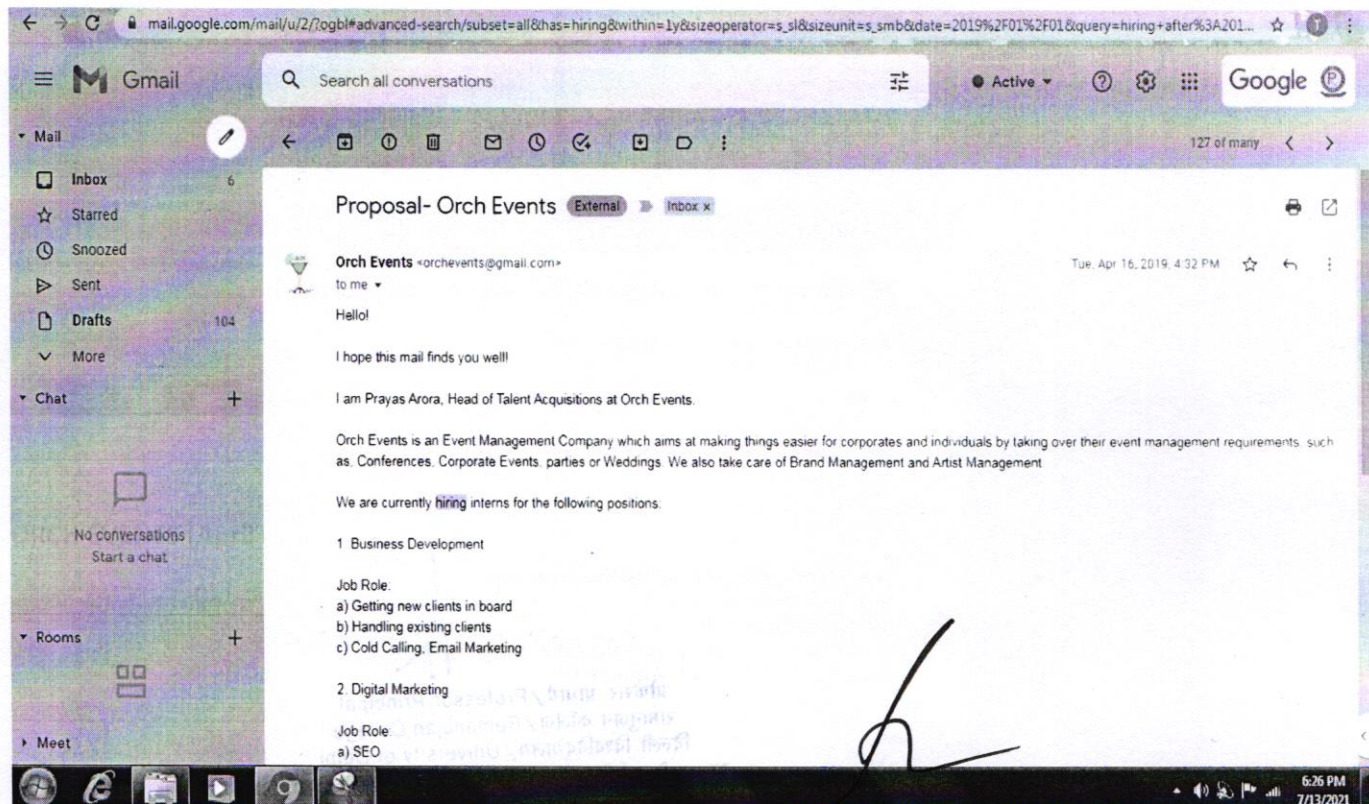 mail.google.com/mail/u/2/?ogbl#advanced-search/subset=all&has=hiring&within=1y&sizeoperator=s_sl&sizeunit=s_smb&date=2019%2F01%2F01&query=hiring+after%3A201...
Gmail
Search all conversations
Active
Google
Mail
127 of many
Inbox 6
Starred
Snoozed
Sent
Drafts 104
More
Chat
No conversations
Start a chat
Rooms
Meet
Proposal- Orch Events External Inbox x
Orch Events <orchevents@gmail.com>
Tue, Apr 16, 2019, 4:32 PM
to me
Hello!
I hope this mail finds you well!
I am Prayas Arora, Head of Talent Acquisitions at Orch Events.
Orch Events is an Event Management Company which aims at making things easier for corporates and individuals by taking over their event management requirements, such
as, Conferences, Corporate Events, parties or Weddings. We also take care of Brand Management and Artist Management
We are currently hiring interns for the following positions:
1 Business Development
Job Role:
a) Getting new clients in board
b) Handling existing clients
c) Cold Calling, Email Marketing
2. Digital Marketing
Job Role:
a) SEO
6:26 PM
7/13/2021